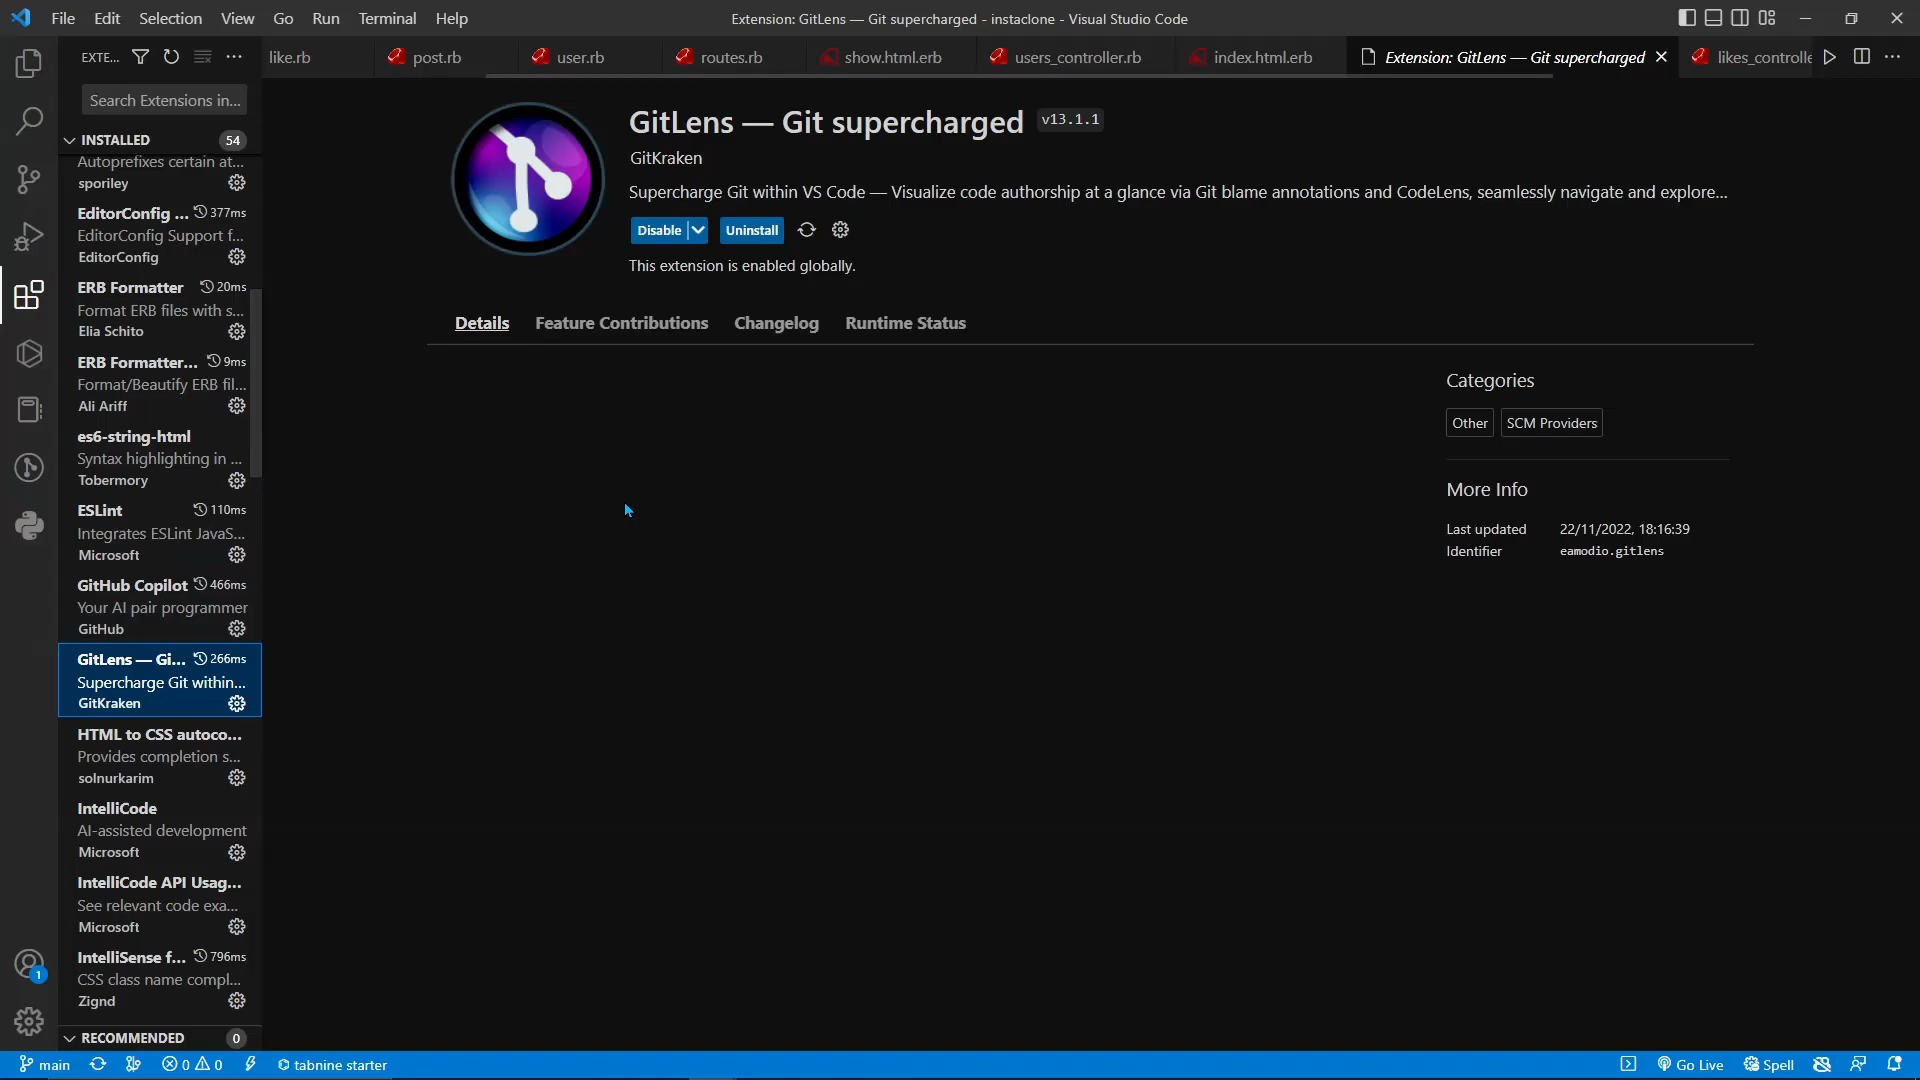 File Edit Selection View Go Run Terminal Help
Extension: GitLens — Git supercharged - instaclone - Visual Studio Code
EXTE...
like.rb
post.rb
user.rb
routes.rb
show.html.erb
users_controller.rb
index.html.erb
Extension: GitLens — Git supercharged
likes_controlle
Search Extensions in...
INSTALLED 54
Autoprefixes certain at...
sporiley
EditorConfig ... 377ms
EditorConfig Support f...
EditorConfig
ERB Formatter 20ms
Format ERB files with s...
Elia Schito
ERB Formatter... 9ms
Format/Beautify ERB fil...
Ali Ariff
es6-string-html
Syntax highlighting in ...
Tobermory
ESLint 110ms
Integrates ESLint JavaS...
Microsoft
GitHub Copilot 466ms
Your AI pair programmer
GitHub
GitLens — Gi... 266ms
Supercharge Git within...
GitKraken
HTML to CSS autoco...
Provides completion s...
solnurkarim
IntelliCode
AI-assisted development
Microsoft
IntelliCode API Usag...
See relevant code exa...
Microsoft
IntelliSense f... 796ms
CSS class name compl...
Zignd
RECOMMENDED 0
GitLens — Git supercharged v13.1.1
GitKraken
Supercharge Git within VS Code — Visualize code authorship at a glance via Git blame annotations and CodeLens, seamlessly navigate and explore...
Disable Uninstall
This extension is enabled globally.
Details Feature Contributions Changelog Runtime Status
Categories
Other SCM Providers
More Info
Last updated 22/11/2022, 18:16:39
Identifier eamodio.gitlens
1
main 0 0 tabnine starter Go Live Spell